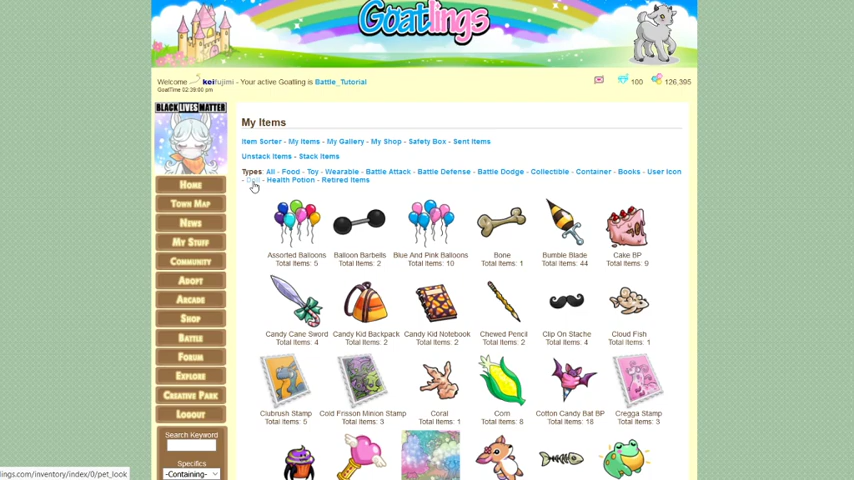 Goatlings
Welcome keifujimi - Your active Goatling is Battle_Tutorial
GoatTime 02:39:00 pm
100
126,395
BLACK LIVES MATTER
My Items
Item Sorter - My Items - My Gallery - My Shop - Safety Box - Sent Items
Unstack Items - Stack Items
Types: All - Food - Toy - Wearable - Battle Attack - Battle Defense - Battle Dodge - Collectible - Container - Books - User Icon
- Doll - Health Potion - Retired Items
HOME
TOWN MAP
NEWS
MY STUFF
COMMUNITY
ADOPT
ARCADE
SHOP
BATTLE
FORUM
EXPLORE
CREATIVE PARK
LOGOUT
Search Keyword
Specifics
-Containing-
Assorted Balloons
Total Items: 5
Balloon Barbells
Total Items: 2
Blue And Pink Balloons
Total Items: 10
Bone
Total Items: 1
Bumble Blade
Total Items: 44
Cake BP
Total Items: 9
Candy Cane Sword
Total Items: 4
Candy Kid Backpack
Total Items: 2
Candy Kid Notebook
Total Items: 2
Chewed Pencil
Total Items: 2
Clip On Stache
Total Items: 4
Cloud Fish
Total Items: 1
Clubrush Stamp
Total Items: 5
Cold Frisson Minion Stamp
Total Items: 3
Coral
Total Items: 1
Corn
Total Items: 8
Cotton Candy Bat BP
Total Items: 18
Cregga Stamp
Total Items: 3
lings.com/inventory/index/0/pet_look